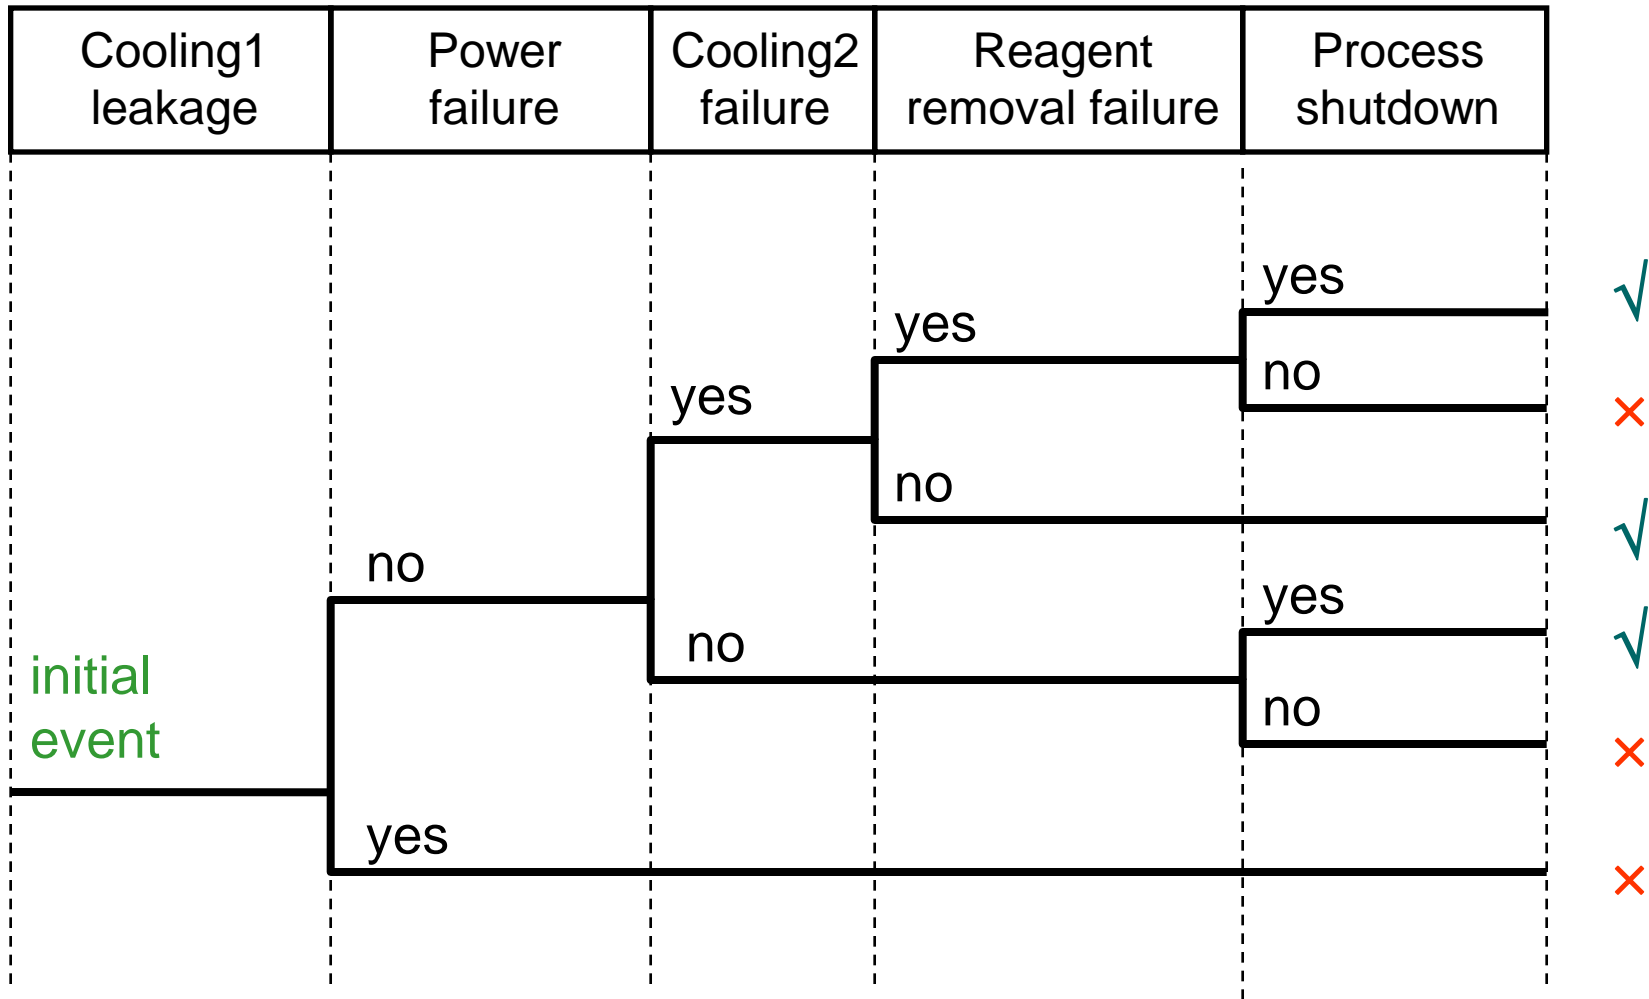 Cooling1
leakage
Power
failure
Cooling2
failure
Reagent
removal failure
Process
shutdown
yes
√
yes
no
×
yes
no
√
no
yes
√
no
initial
event
no
×
yes
×